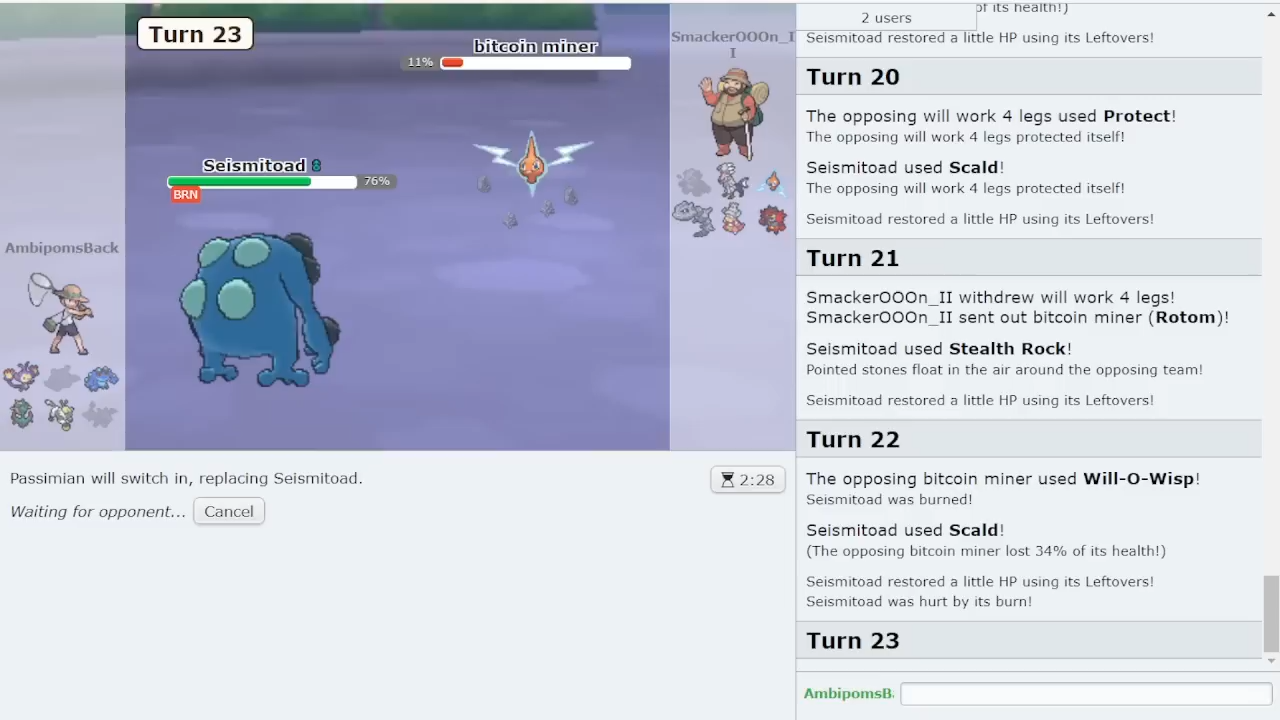 Turn 23
bitcoin miner
11%
Seismitoad
76%
BRN
AmbipomsBack
SmackerOOOn_I
I
Passimian will switch in, replacing Seismitoad.
2:28
Waiting for opponent... Cancel
2 users
of its health!)
Seismitoad restored a little HP using its Leftovers!
Turn 20
The opposing will work 4 legs used Protect!
The opposing will work 4 legs protected itself!
Seismitoad used Scald!
The opposing will work 4 legs protected itself!
Seismitoad restored a little HP using its Leftovers!
Turn 21
SmackerOOOn_II withdrew will work 4 legs!
SmackerOOOn_II sent out bitcoin miner (Rotom)!
Seismitoad used Stealth Rock!
Pointed stones float in the air around the opposing team!
Seismitoad restored a little HP using its Leftovers!
Turn 22
The opposing bitcoin miner used Will-O-Wisp!
Seismitoad was burned!
Seismitoad used Scald!
(The opposing bitcoin miner lost 34% of its health!)
Seismitoad restored a little HP using its Leftovers!
Seismitoad was hurt by its burn!
Turn 23
AmbipomsB: